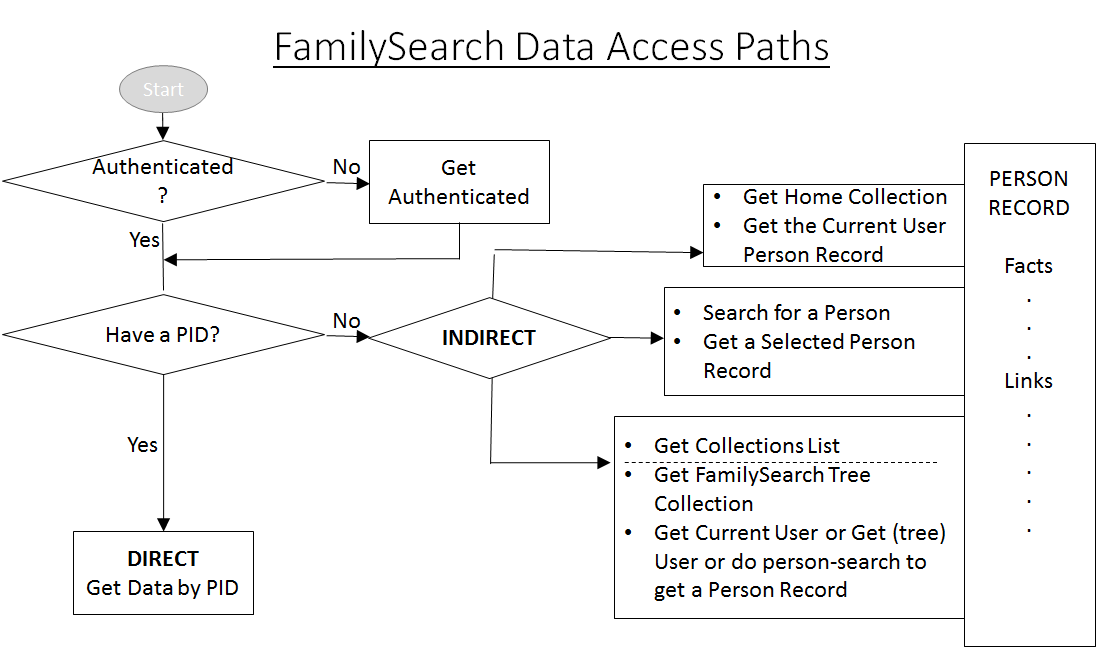 FamilySearch Data Access Paths
Start
Authenticated
?
No
Get
Authenticated
Yes
Have a PID?
No
INDIRECT
Yes
DIRECT
Get Data by PID
• Get Home Collection
• Get the Current User
Person Record
• Search for a Person
• Get a Selected Person
Record
• Get Collections List
• Get FamilySearch Tree
Collection
• Get Current User or Get (tree)
User or do person-search to
get a Person Record
PERSON
RECORD
Facts
.
.
.
Links
.
.
.
.
.